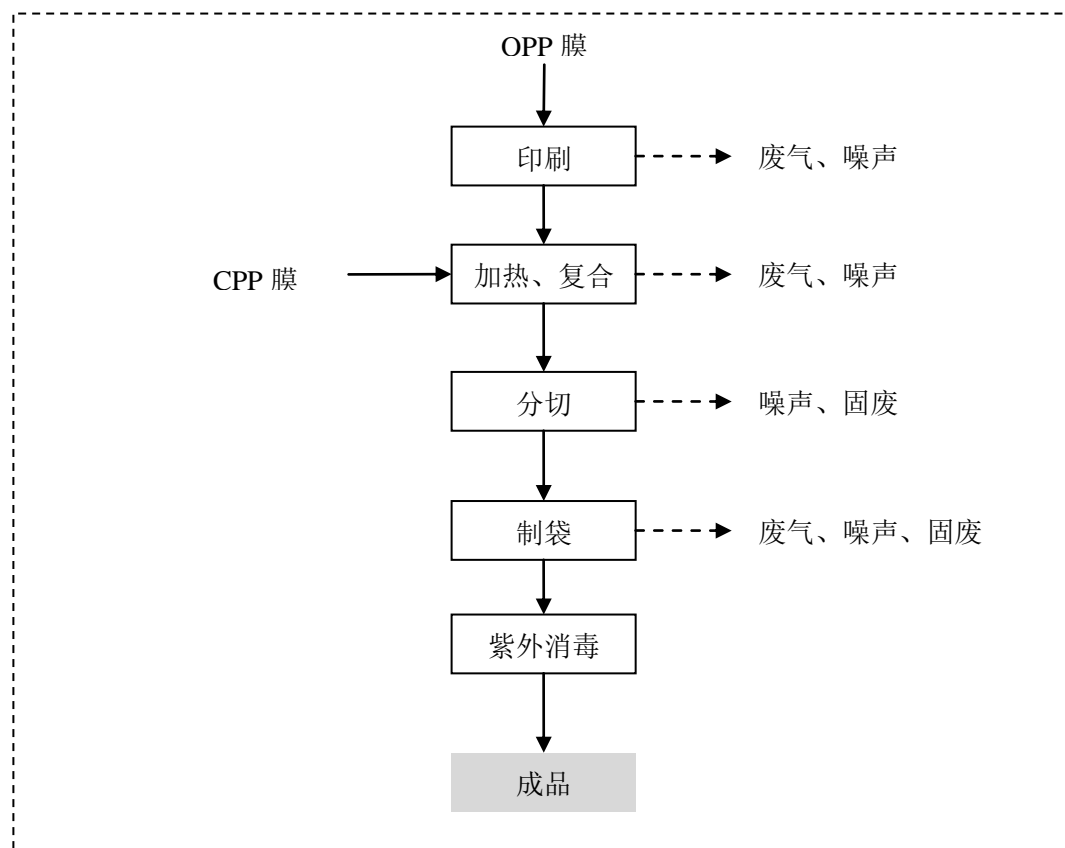 OPP 膜
印刷
废气、噪声
CPP 膜
加热、复合
废气、噪声
分切
噪声、固废
制袋
废气、噪声、固废
紫外消毒
成品